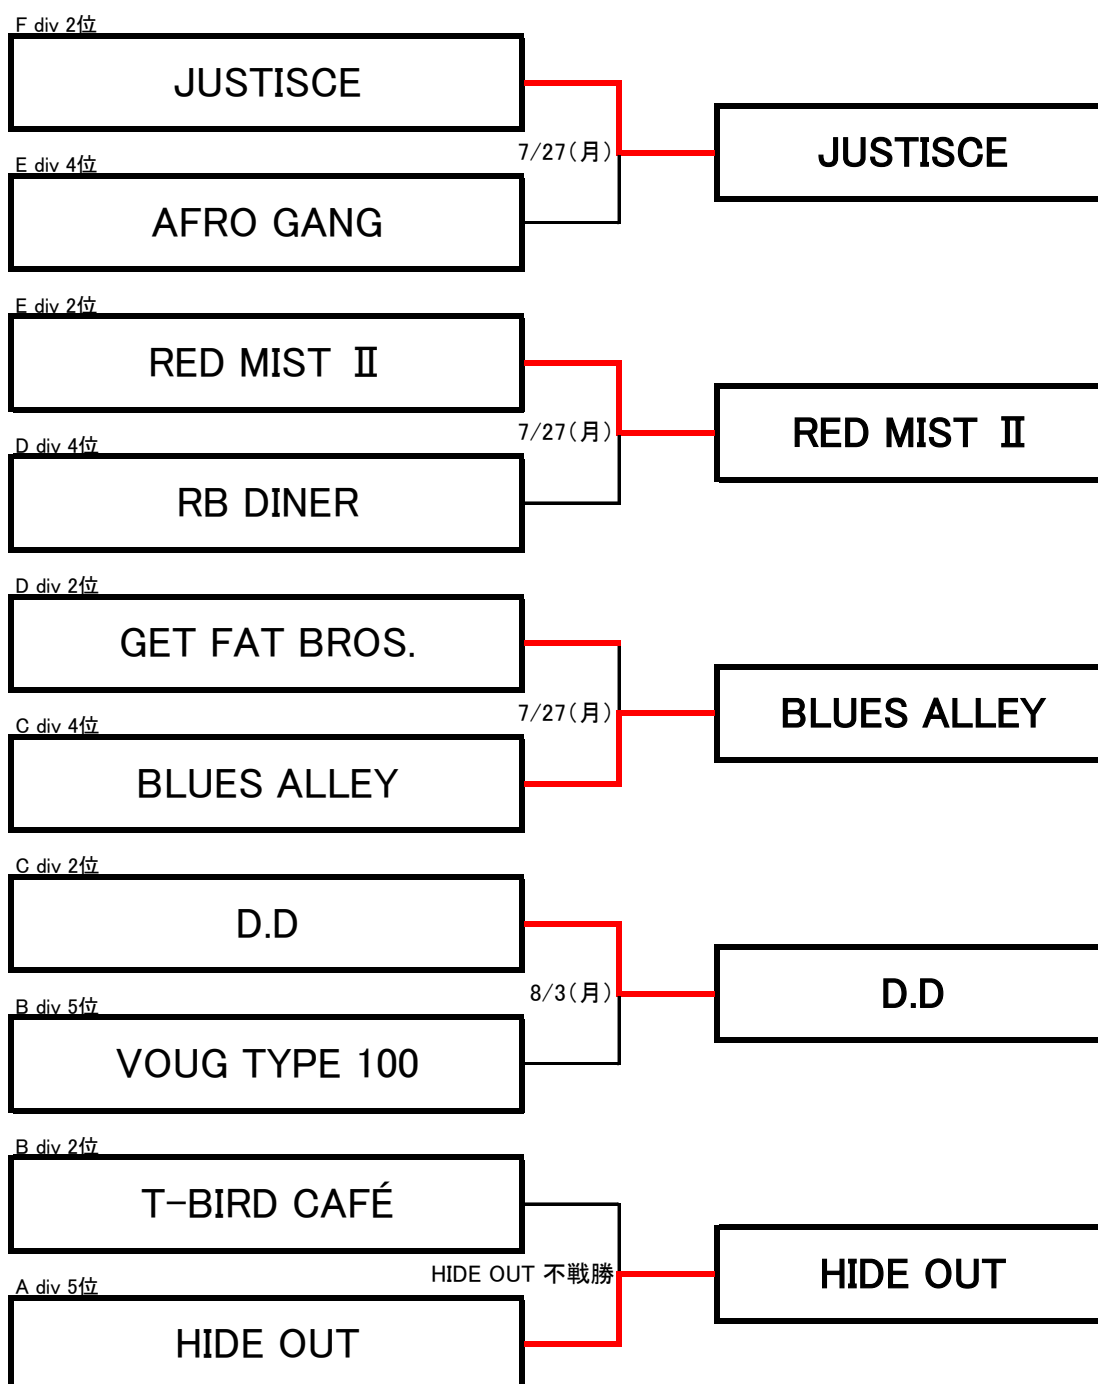 F div 2位
JUSTISCE
7/27(月)
JUSTISCE
E div 4位
AFRO GANG
E div 2位
RED MIST Ⅱ
7/27(月)
RED MIST Ⅱ
D div 4位
RB DINER
D div 2位
GET FAT BROS.
7/27(月)
BLUES ALLEY
C div 4位
BLUES ALLEY
C div 2位
D.D
8/3(月)
D.D
B div 5位
VOUG TYPE 100
B div 2位
T-BIRD CAFÉ
HIDE OUT 不戦勝
HIDE OUT
A div 5位
HIDE OUT